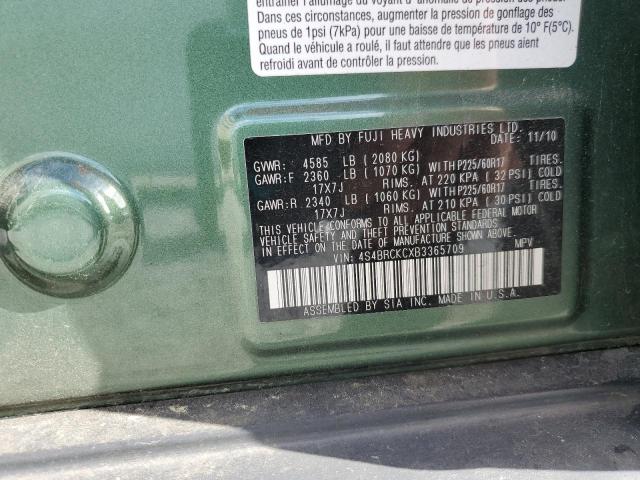 entraîner l'allumage du voyant d' anomalie de pression des pneus.
Dans ces circonstances, augmenter la pression de gonflage des
pneus de 1psi (7kPa) pour une baisse de température de 10° F(5°C)
Quand le véhicule a roulé, il faut attendre que les pneus aient
refroidi avant de contrôler la pression.
MFD BY FUJI HEAVY INDUSTRIES LTD.
DATE: 11/10
GVWR: 4585 LB ( 2080 KG)
GAWR:F 2360 LB ( 1070 KG) WITH P225/60R17 TIRES.
17X7J RIMS. AT 220 KPA ( 32 PSI) COLD
GAWR:R 2340 LB ( 1060 KG) WITH P225/60R17 TIRES.
17X7J RIMS. AT 210 KPA ( 30 PSI) COLD
THIS VEHICLE CONFORMS TO ALL APPLICABLE FEDERAL MOTOR
VEHICLE SAFETY AND THEFT PREVENTION STANDARDS
IN EFFECT ON THE DATE OF MANUFACTURE SHOWN ABOVE.
VIN: 4S4BRCKCXB3365709 MPV
ASSEMBLED BY SIA INC. MADE IN U.S.A.